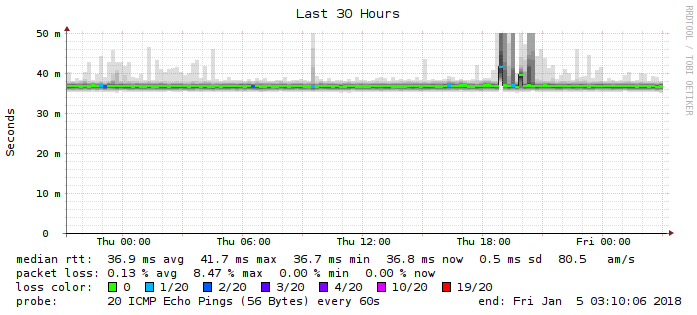 Last 30 Hours
RRDTOOL / TOBI OETIKER
Seconds
50 m
40 m
30 m
20 m
10 m
0
Thu 00:00 Thu 06:00 Thu 12:00 Thu 18:00 Fri 00:00
median rtt: 36.9 ms avg 41.7 ms max 36.7 ms min 36.8 ms now 0.5 ms sd 80.5 am/s
packet loss: 0.13 % avg 8.47 % max 0.00 % min 0.00 % now
loss color: 0 1/20 2/20 3/20 4/20 10/20 19/20
probe: 20 ICMP Echo Pings (56 Bytes) every 60s end: Fri Jan 5 03:10:06 2018